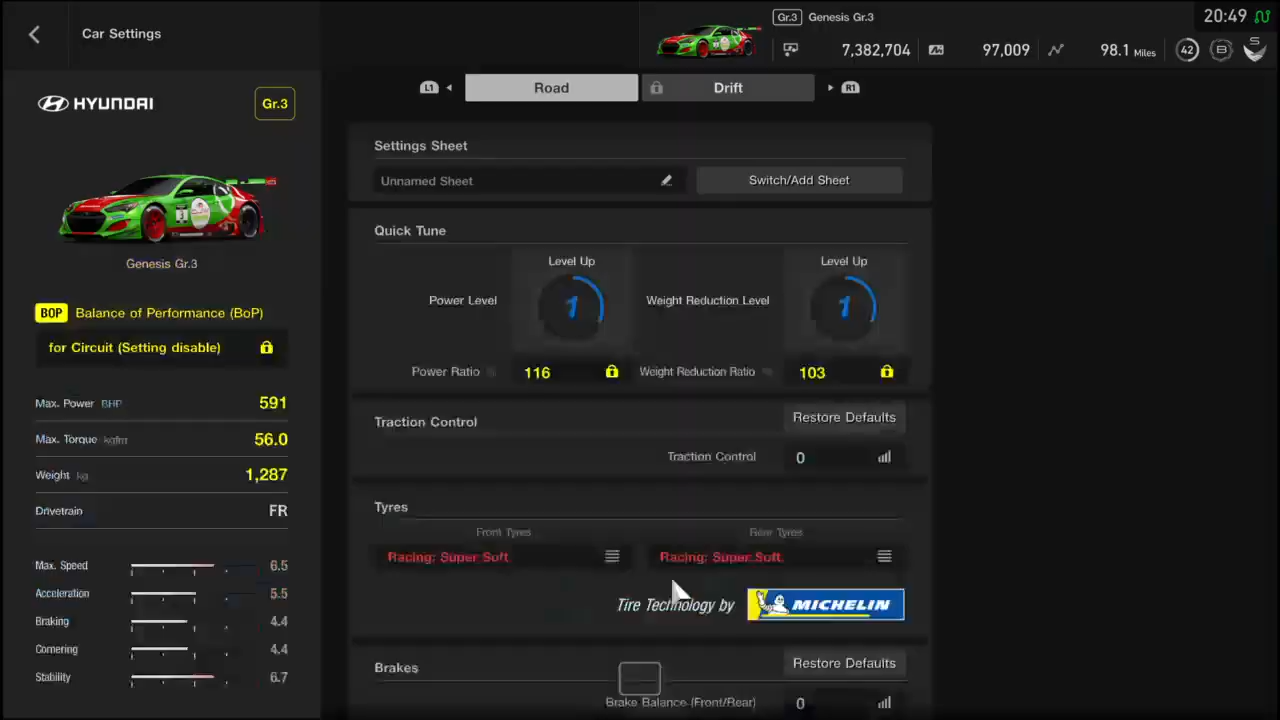 20:49
Car Settings
Gr.3 Genesis Gr.3
7,382,704 97,009 98.1 Miles 42 B S
HYUNDAI Gr.3
L1 Road Drift R1
Settings Sheet
Unnamed Sheet Switch/Add Sheet
Quick Tune
Level Up Level Up
Power Level 1 Weight Reduction Level 1
Power Ratio 116 Weight Reduction Ratio 103
Genesis Gr.3
BOP Balance of Performance (BoP)
for Circuit (Setting disable)
Max. Power BHP 591
Max. Torque kgfm 56.0
Weight kg 1,287
Drivetrain FR
Max. Speed 6.5
Acceleration 5.5
Braking 4.4
Cornering 4.4
Stability 6.7
Traction Control Restore Defaults
Traction Control 0
Tyres
Front Tyres Rear Tyres
Racing: Super Soft Racing: Super Soft
Tire Technology by MICHELIN
Brakes Restore Defaults
Brake Balance (Front/Rear) 0